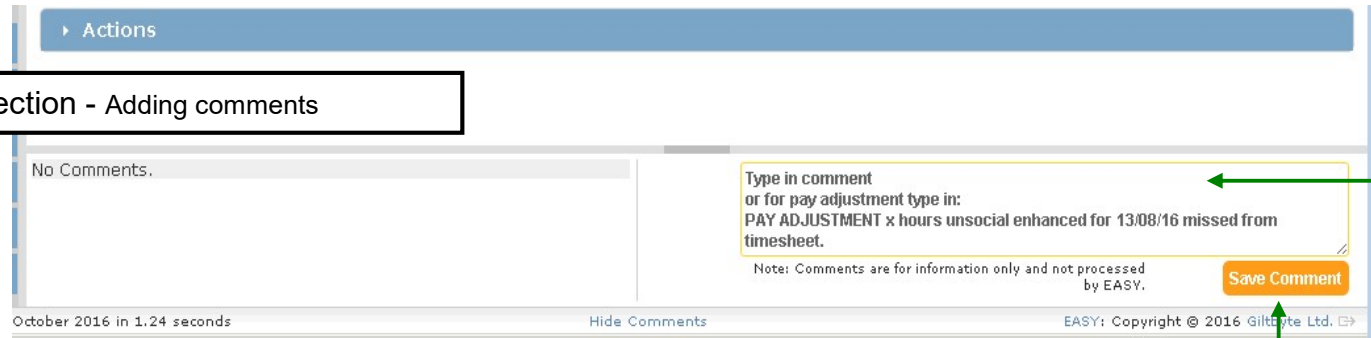 Actions
ection - Adding comments
No Comments.
Type in comment
or for pay adjustment type in:
PAY ADJUSTMENT x hours unsocial enhanced for 13/08/16 missed from
timesheet.
Note: Comments are for information only and not processed
by EASY.
Save Comment
October 2016 in 1.24 seconds
Hide Comments
EASY: Copyright © 2016 Giltbyte Ltd.